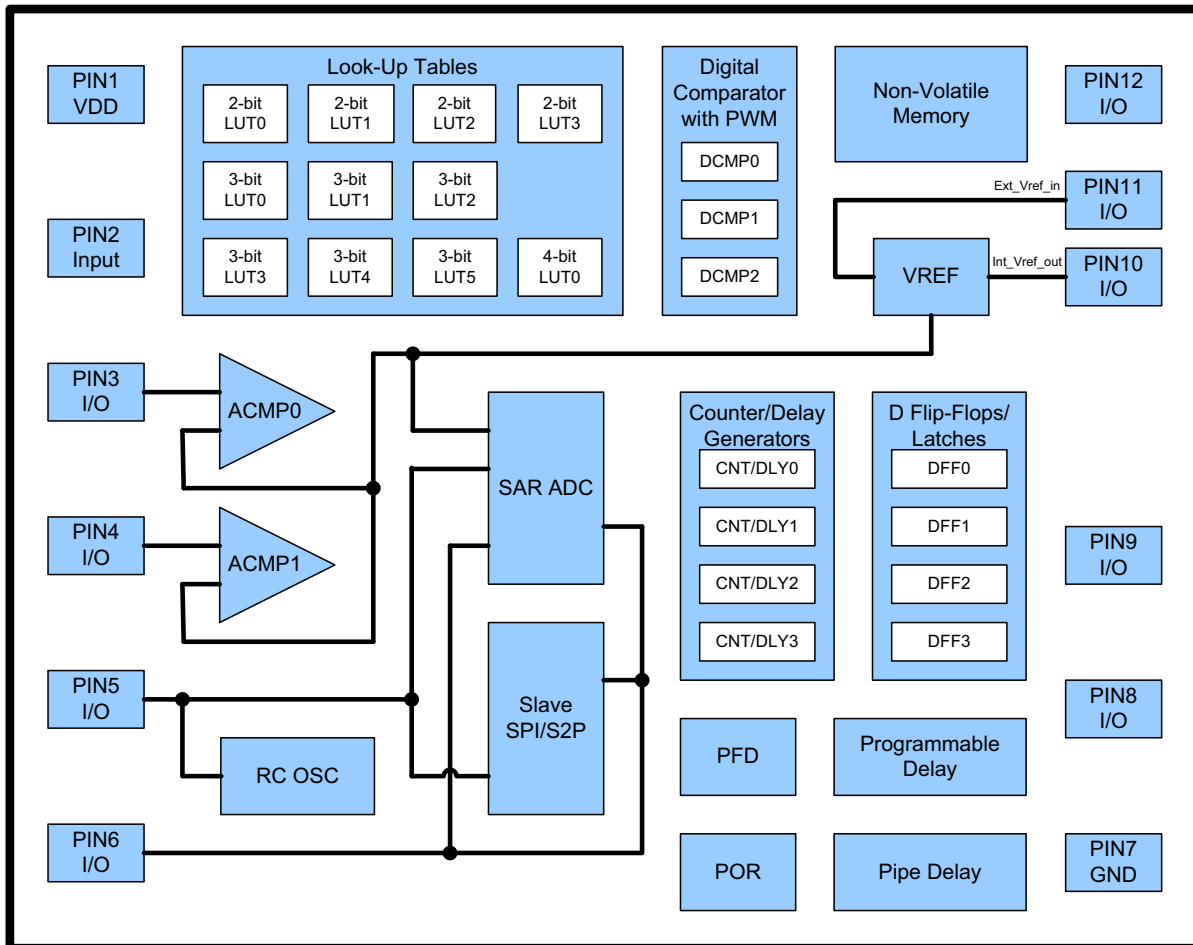 PIN1
VDD
Look-Up Tables
2-bit
LUT0
2-bit
LUT1
2-bit
LUT2
2-bit
LUT3
3-bit
LUT0
3-bit
LUT1
3-bit
LUT2
3-bit
LUT3
3-bit
LUT4
3-bit
LUT5
4-bit
LUT0
Digital
Comparator
with PWM
DCMP0
DCMP1
DCMP2
Non-Volatile
Memory
PIN12
I/O
PIN2
Input
Ext_Vref_in
PIN11
I/O
VREF
Int_Vref_out
PIN10
I/O
PIN3
I/O
ACMP0
PIN4
I/O
ACMP1
SAR ADC
Counter/Delay
Generators
CNT/DLY0
CNT/DLY1
CNT/DLY2
CNT/DLY3
D Flip-Flops/
Latches
DFF0
DFF1
DFF2
DFF3
PIN9
I/O
PIN5
I/O
RC OSC
Slave
SPI/S2P
PFD
Programmable
Delay
PIN8
I/O
PIN6
I/O
POR
Pipe Delay
PIN7
GND